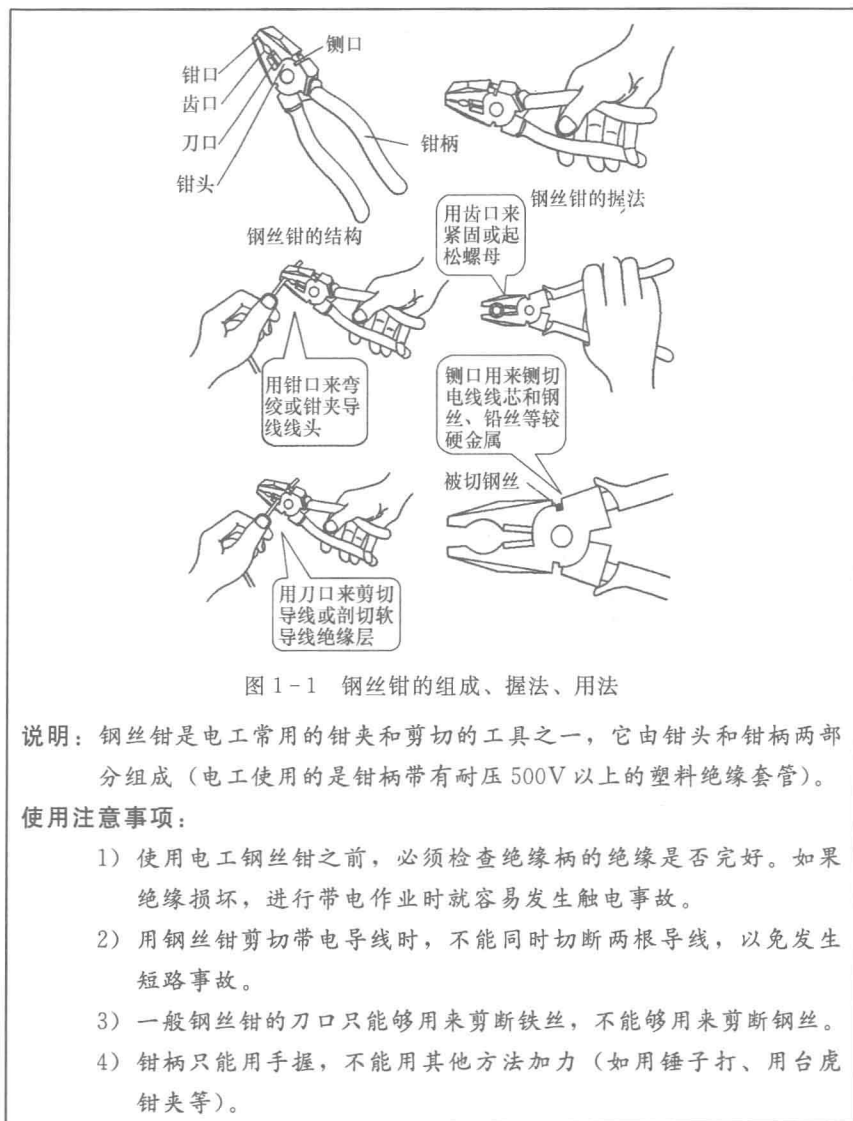 铡口
钳口
齿口
刀口
钳头
钳柄
钢丝钳的结构
钢丝钳的握法
用齿口来
紧固或起
松螺母
用钳口来弯
绞或钳夹导
线线头
铡口用来铡切
电线线芯和钢
丝、铅丝等较
硬金属
被切钢丝
用刀口来剪切
导线或剖切软
导线绝缘层
图1-1 钢丝钳的组成、握法、用法
说明：钢丝钳是电工常用的钳夹和剪切的工具之一，它由钳头和钳柄两部
分组成（电工使用的是钳柄带有耐压500V以上的塑料绝缘套管）。
使用注意事项：
1）使用电工钢丝钳之前，必须检查绝缘柄的绝缘是否完好。如果
绝缘损坏，进行带电作业时就容易发生触电事故。
2）用钢丝钳剪切带电导线时，不能同时切断两根导线，以免发生
短路事故。
3）一般钢丝钳的刀口只能够用来剪断铁丝，不能够用来剪断钢丝。
4）钳柄只能用手握，不能用其他方法加力（如用锤子打、用台虎
钳夹等）。